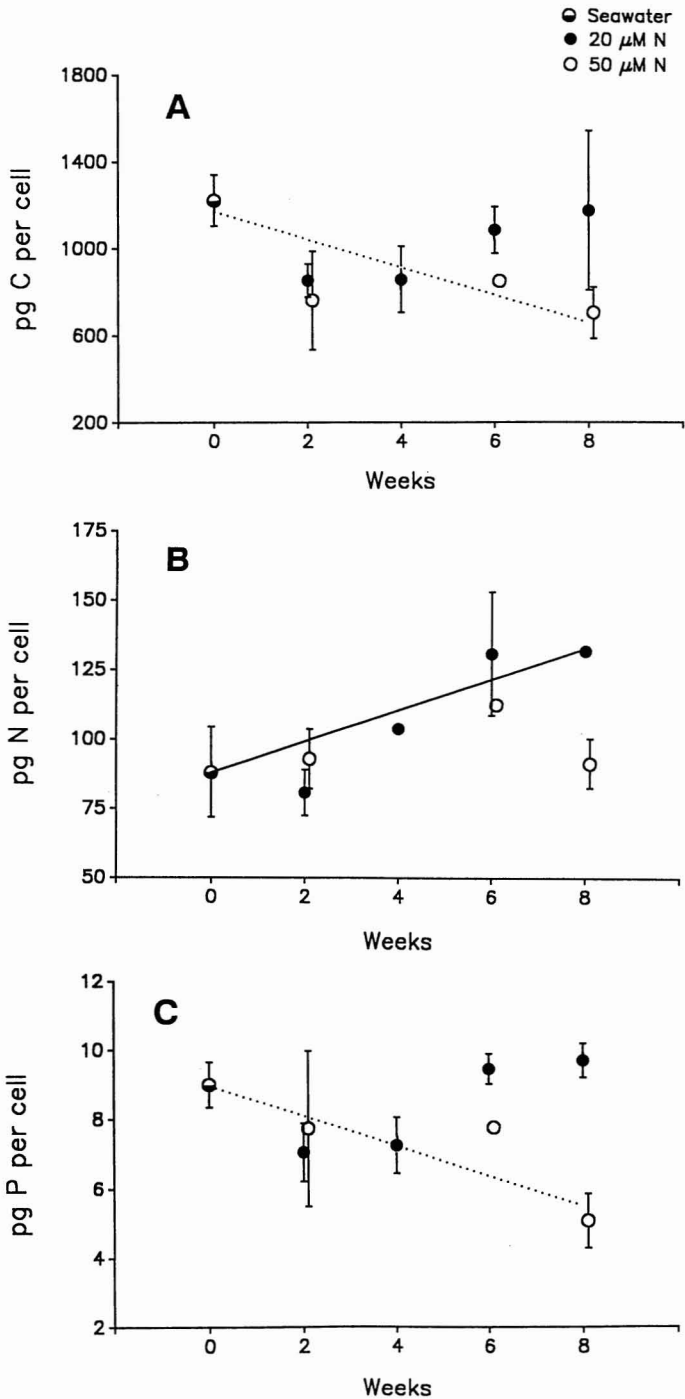 Seawater
20 μM N
50 μM N
A
1800
1400
1000
600
200
pg C per cell
0 2 4 6 8
Weeks
B
175
150
125
100
75
50
pg N per cell
0 2 4 6 8
Weeks
C
12
10
8
6
4
2
pg P per cell
0 2 4 6 8
Weeks